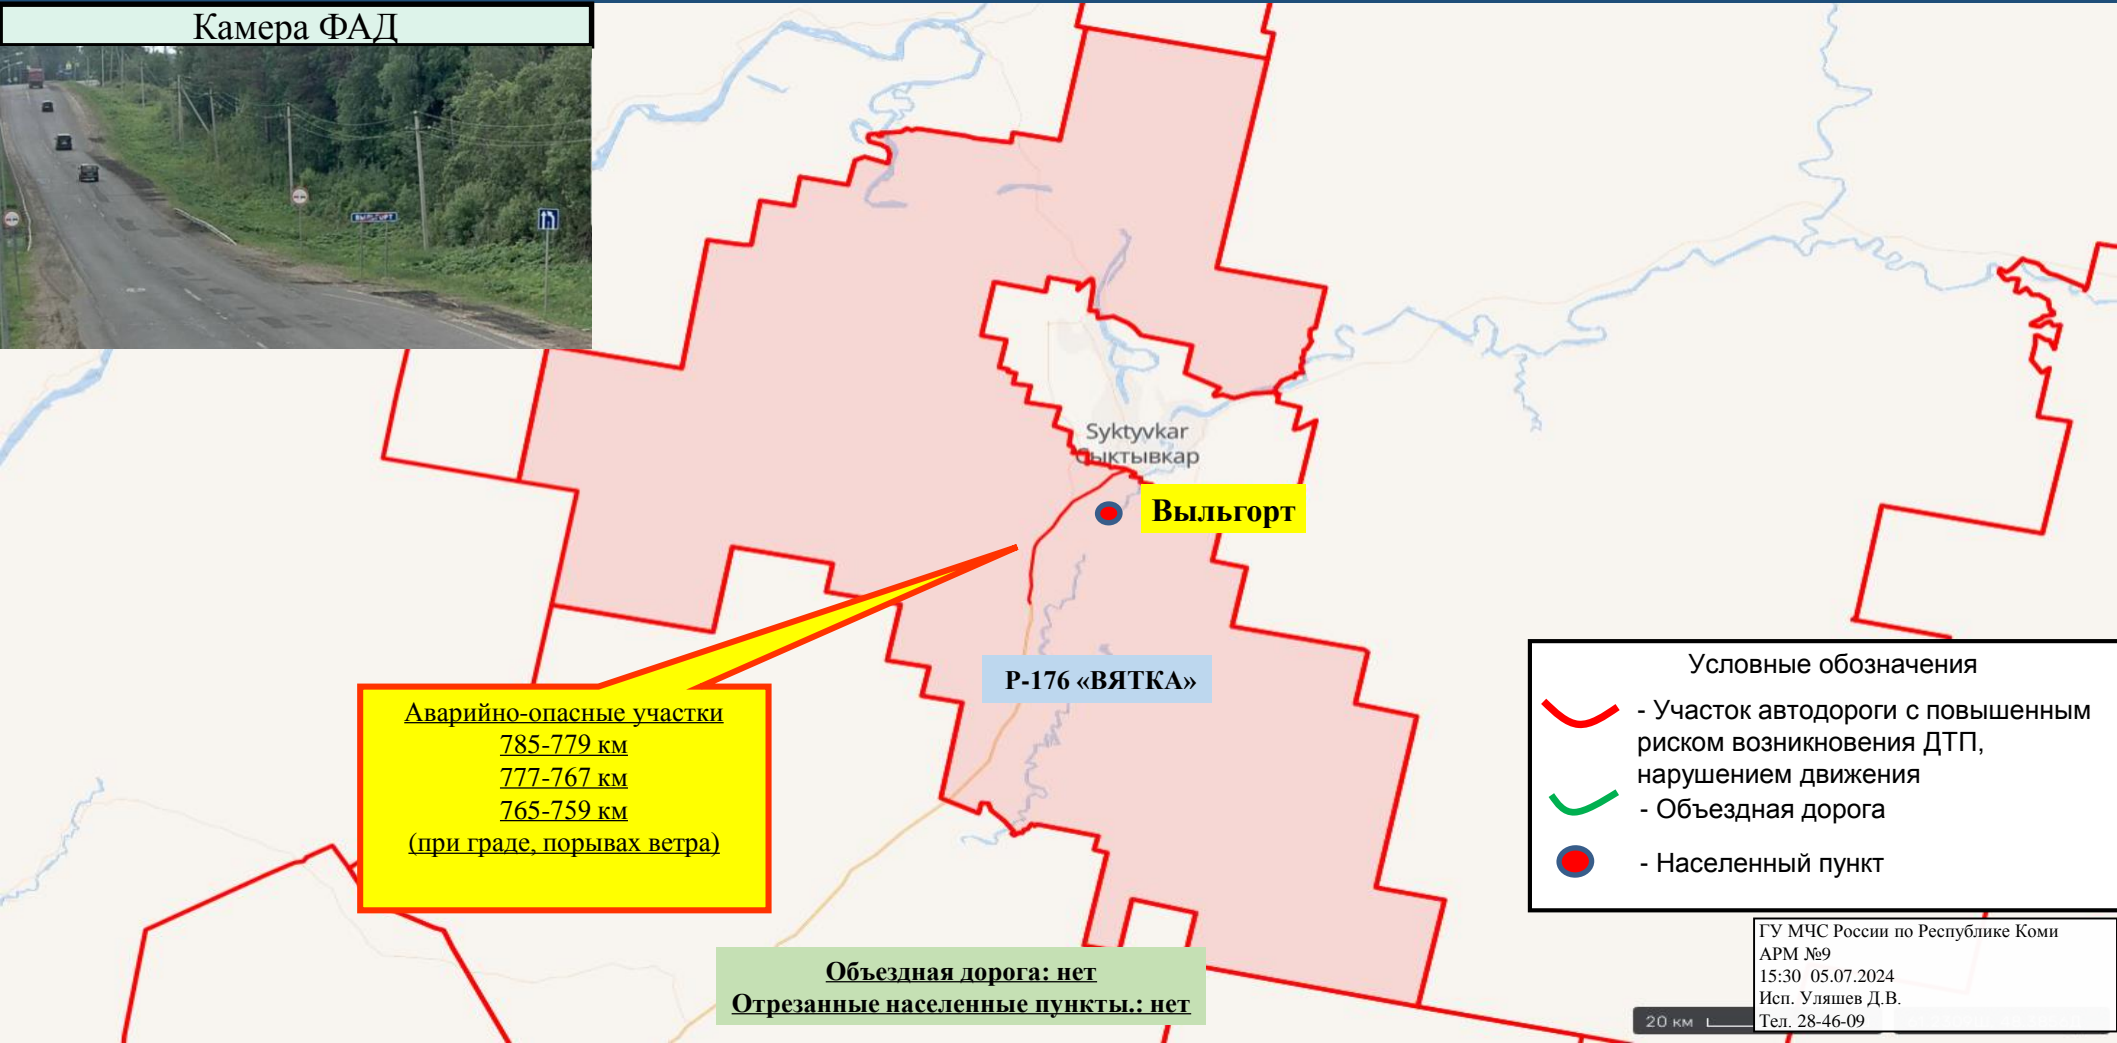 Камера ФАД
ВЫЛЬГОРТ
Syktyvkar
Сыктывкар
Выльгорт
Р-176 «ВЯТКА»
Аварийно-опасные участки
785-779 км
777-767 км
765-759 км
(при граде, порывах ветра)
Объездная дорога: нет
Отрезанные населенные пункты.: нет
Условные обозначения
- Участок автодороги с повышенным
риском возникновения ДТП,
нарушением движения
- Объездная дорога
- Населенный пункт
ГУ МЧС России по Республике Коми
АРМ №9
15:30 05.07.2024
Исп. Уляшев Д.В.
Тел. 28-46-09
20 км